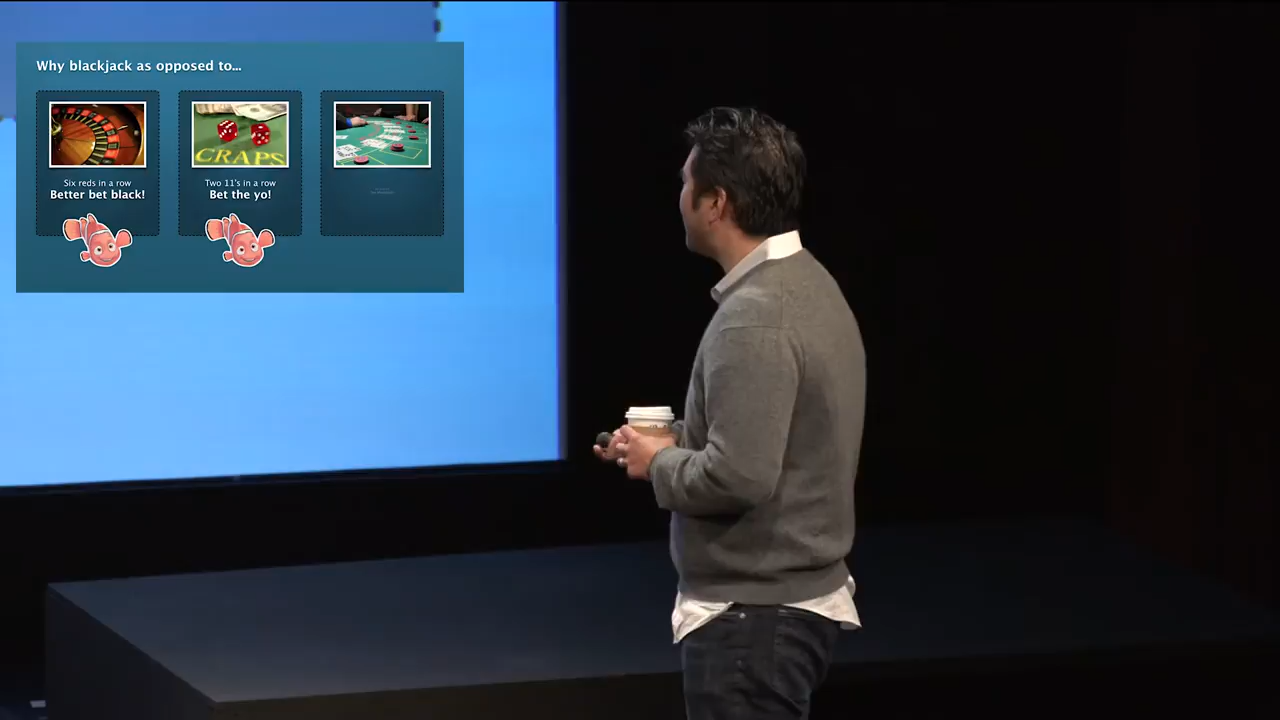 Why blackjack as opposed to...
CRAPS
Six reds in a row
Better bet black!
Two 11's in a row
Bet the yo!